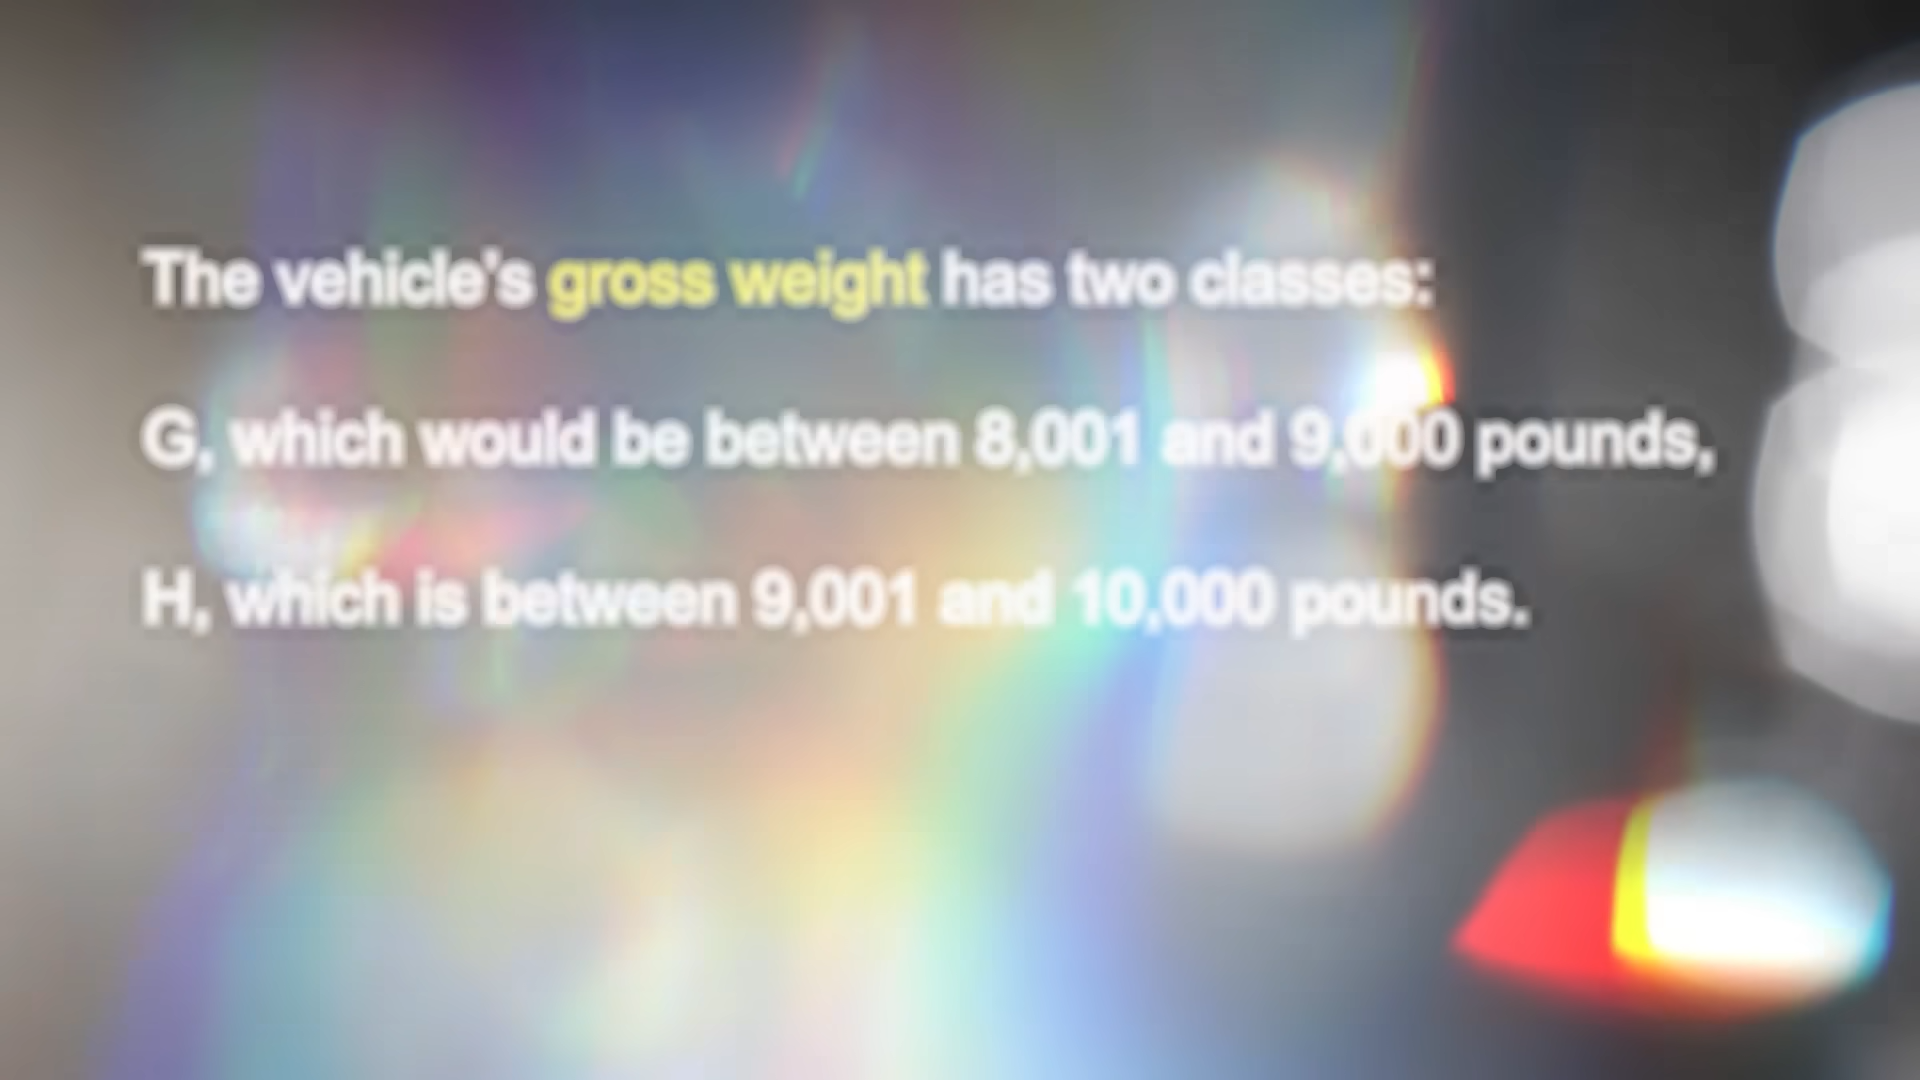 The vehicle's gross weight has two classes:
G, which would be between 8,001 and 9,000 pounds,
H, which is between 9,001 and 10,000 pounds.